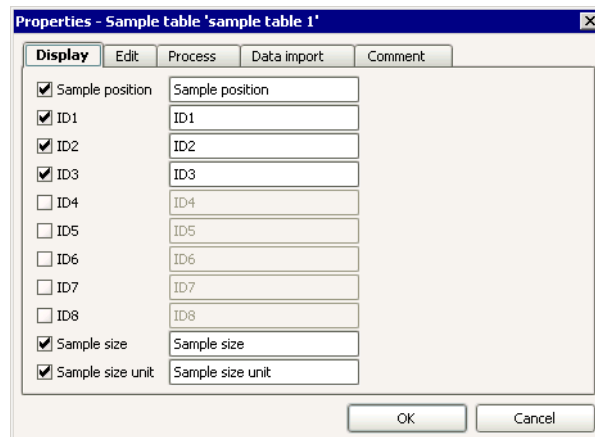 Properties - Sample table 'sample table 1'
Display Edit Process Data import Comment
Sample position Sample position
ID1 ID1
ID2 ID2
ID3 ID3
ID4 ID4
ID5 ID5
ID6 ID6
ID7 ID7
ID8 ID8
Sample size Sample size
Sample size unit Sample size unit
OK Cancel